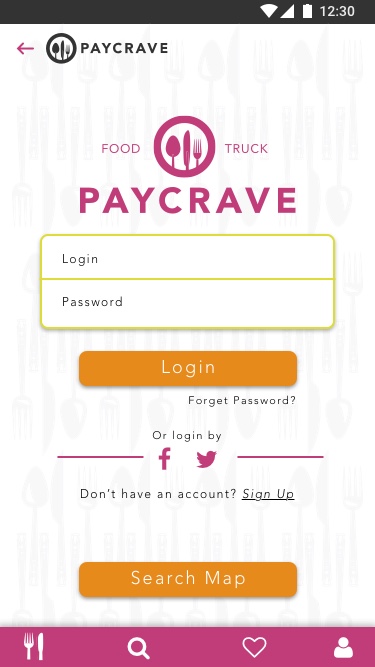 12:30
PAYCRAVE
FOOD TRUCK
PAYCRAVE
Login
Password
Login
Forget Password?
Or login by
Don't have an account? Sign Up
Search Map